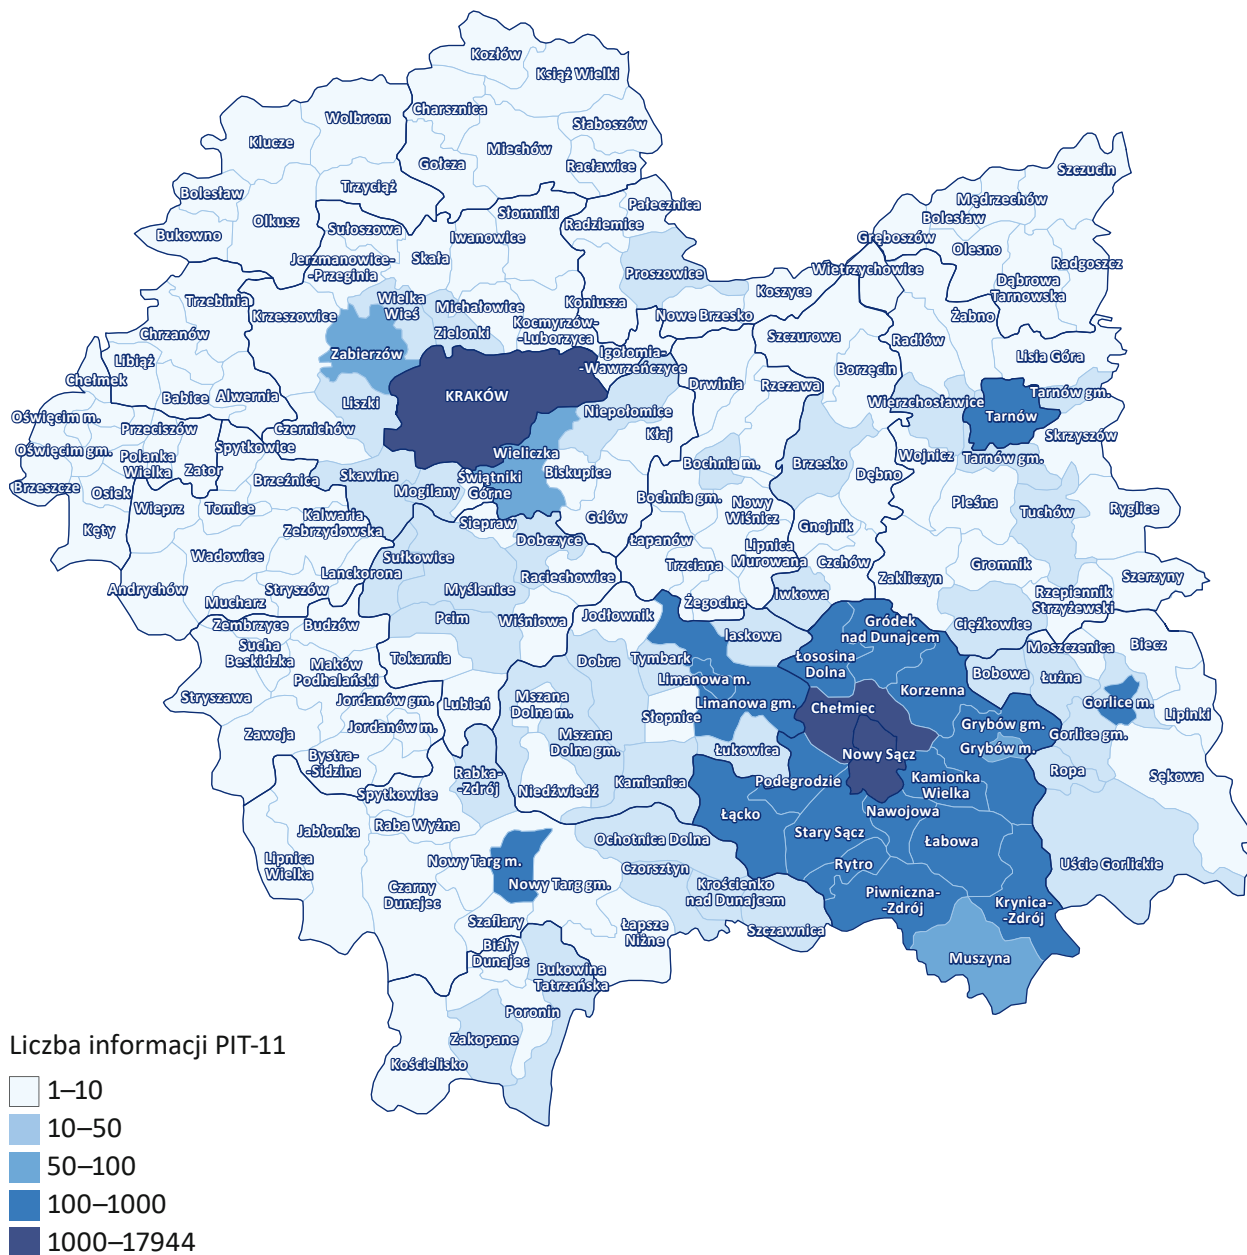 Kozłów
Książ Wielki
Charsznica
Wolbrom
Słaboszów
Klucze
Miechów
Gołcza
Racławice
Szczucin
Bolesław
Trzyciąż
Mędrzechów
Pałecznica
Słomniki
Bolesław
Olkusz
Radziemice
Sułoszowa
Bukowno
Iwanowice
Gręboszów
Olesno
Jerzmanowice-
-Przeginia
Skała
Radgoszcz
Wietrzychowice
Proszowice
Dąbrowa
Tarnowska
Koszyce
Wielka
Wieś
Trzebinia
Michałowice
Koniusza
Krzeszowice
Nowe Brzesko
Żabno
Kocmyrzów-
-Luborzyca
Zielonki
Chrzanów
Szczurowa
Radłów
Zabierzów
Igołomia-
-Wawrzeńczyce
Lisia Góra
Libiąż
Borzęcin
Chełmek
Drwinia
Rzezawa
Tarnów gm.
KRAKÓW
Babice
Alwernia
Liszki
Wierzchosławice
Niepołomice
Oświęcim m.
Tarnów
Przeciszów
Czernichów
Kłaj
Skrzyszów
Oświęcim gm.
Spytkowice
Polanka
Wielka
Wieliczka
Wojnicz
Tarnów gm.
Bochnia m.
Brzesko
Zator
Biskupice
Skawina
Świątniki
Górne
Dębno
Brzeźnica
Brzeszcze
Osiek
Mogilany
Bochnia gm.
Nowy
Wiśnicz
Pleśna
Wieprz
Tomice
Ryglice
Tuchów
Kalwaria
Zebrzydowska
Gdów
Siepraw
Kęty
Gnojnik
Łapanów
Dobczyce
Lipnica
Murowana
Wadowice
Sułkowice
Czchów
Trzciana
Gromnik
Lanckorona
Raciechowice
Zakliczyn
Szerzyny
Andrychów
Stryszów
Myślenice
Iwkowa
Rzepiennik
Strzyżewski
Mucharz
Żegocina
Jodłownik
Pcim
Wiśniowa
Gródek
nad Dunajcem
Zembrzyce
Budzów
Ciężkowice
Laskowa
Biecz
Sucha
Beskidzka
Moszczenica
Tokarnia
Dobra
Tymbark
Łososina
Dolna
Maków
Podhalański
Bobowa
Łużna
Limanowa m.
Korzenna
Stryszawa
Jordanów gm.
Mszana
Dolna m.
Lubień
Limanowa gm.
Chełmiec
Gorlice m.
Słopnice
Lipinki
Jordanów m.
Grybów gm.
Zawoja
Mszana
Dolna gm.
Gorlice gm.
Łukowica
Grybów m.
Nowy Sącz
Bystra-
-Sidzina
Ropa
Rabka-
-Zdrój
Kamienica
Podegrodzie
Kamionka
Wielka
Sękowa
Niedźwiedź
Spytkowice
Łącko
Nawojowa
Raba Wyżna
Jabłonka
Stary Sącz
Ochotnica Dolna
Łabowa
Lipnica
Wielka
Nowy Targ m.
Rytro
Uście Gorlickie
Czorsztyn
Nowy Targ gm.
Czarny
Dunajec
Krościenko
nad Dunajcem
Piwniczna-
-Zdrój
Krynica-
-Zdrój
Szaflary
Łapsze
Niżne
Szczawnica
Biały
Dunajec
Muszyna
Bukowina
Tatrzańska
Poronin
Zakopane
Kościelisko
Liczba informacji PIT-11
1–10
10–50
50–100
100–1000
1000–17944